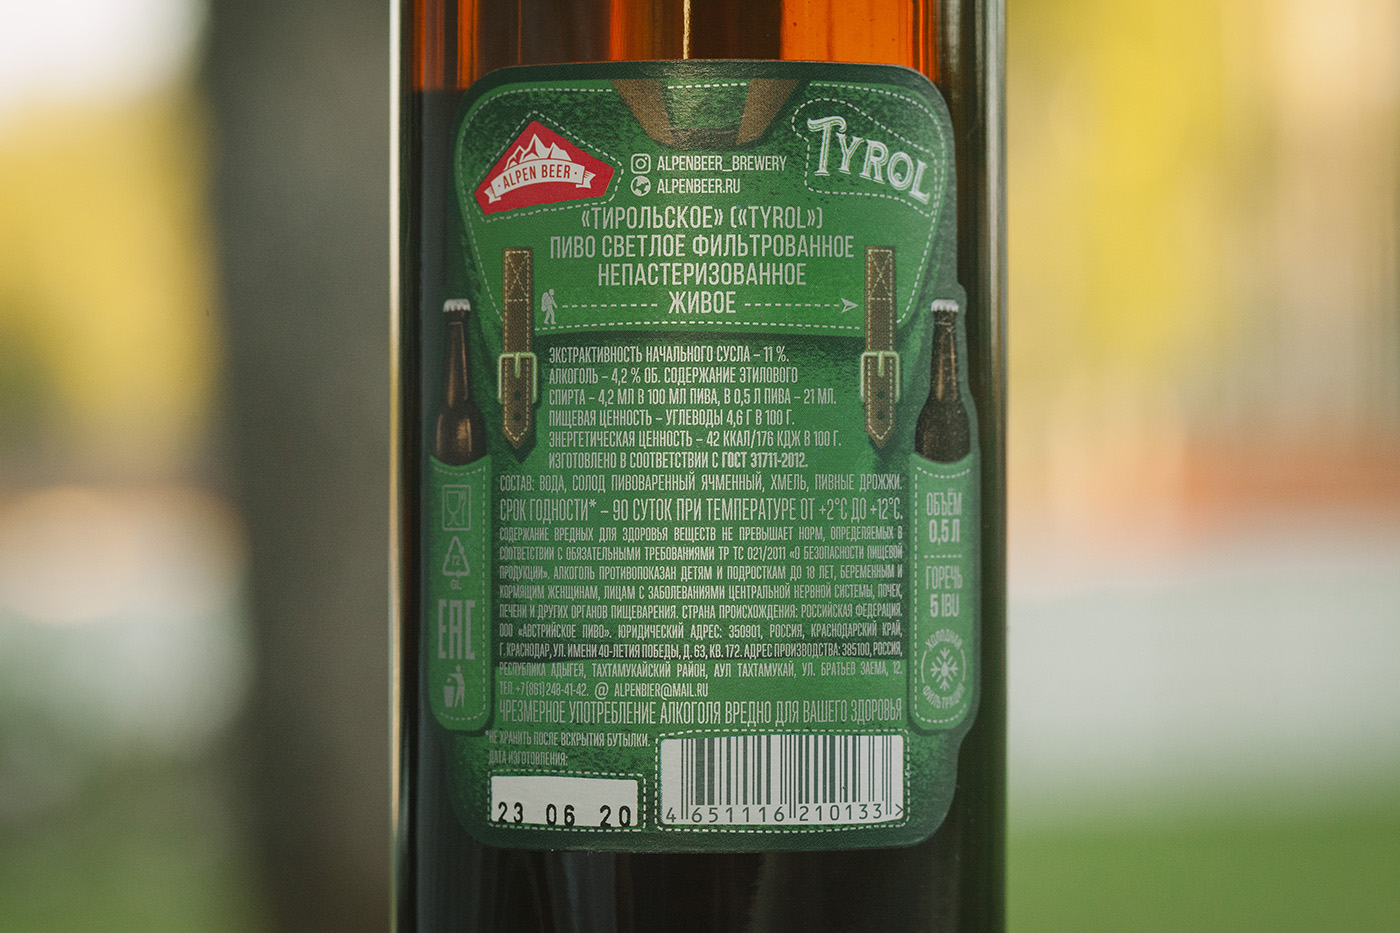 ALPEN BEER
ALPENBEER_BREWERY
ALPENBEER.RU
TYROL
«ТИРОЛЬСКОЕ» («TYROL»)
ПИВО СВЕТЛОЕ ФИЛЬТРОВАННОЕ
НЕПАСТЕРИЗОВАННОЕ
ЖИВОЕ
ЭКСТРАКТИВНОСТЬ НАЧАЛЬНОГО СУСЛА – 11 %.
АЛКОГОЛЬ – 4,2 % ОБ. СОДЕРЖАНИЕ ЭТИЛОВОГО
СПИРТА – 4,2 МЛ В 100 МЛ ПИВА, В 0,5 Л ПИВА – 21 МЛ.
ПИЩЕВАЯ ЦЕННОСТЬ – УГЛЕВОДЫ 4,6 Г В 100 Г.
ЭНЕРГЕТИЧЕСКАЯ ЦЕННОСТЬ – 42 ККАЛ/176 КДЖ В 100 Г.
ИЗГОТОВЛЕНО В СООТВЕТСТВИИ С ГОСТ 31711-2012.
СОСТАВ: ВОДА, СОЛОД ПИВОВАРЕННЫЙ ЯЧМЕННЫЙ, ХМЕЛЬ, ПИВНЫЕ ДРОЖЖИ.
СРОК ГОДНОСТИ* – 90 СУТОК ПРИ ТЕМПЕРАТУРЕ ОТ +2°С ДО +12°С.
СОДЕРЖАНИЕ ВРЕДНЫХ ДЛЯ ЗДОРОВЬЯ ВЕЩЕСТВ НЕ ПРЕВЫШАЕТ НОРМ, ОПРЕДЕЛЯЕМЫХ В
СООТВЕТСТВИИ С ОБЯЗАТЕЛЬНЫМИ ТРЕБОВАНИЯМИ ТР ТС 021/2011 «О БЕЗОПАСНОСТИ ПИЩЕВОЙ
ПРОДУКЦИИ». АЛКОГОЛЬ ПРОТИВОПОКАЗАН ДЕТЯМ И ПОДРОСТКАМ ДО 18 ЛЕТ, БЕРЕМЕННЫМ И
КОРМЯЩИМ ЖЕНЩИНАМ, ЛИЦАМ С ЗАБОЛЕВАНИЯМИ ЦЕНТРАЛЬНОЙ НЕРВНОЙ СИСТЕМЫ, ПОЧЕК,
ПЕЧЕНИ И ДРУГИХ ОРГАНОВ ПИЩЕВАРЕНИЯ. СТРАНА ПРОИСХОЖДЕНИЯ: РОССИЙСКАЯ ФЕДЕРАЦИЯ.
ООО «АВСТРИЙСКОЕ ПИВО». ЮРИДИЧЕСКИЙ АДРЕС: 350901, РОССИЯ, КРАСНОДАРСКИЙ КРАЙ,
Г. КРАСНОДАР, УЛ. ИМЕНИ 40-ЛЕТИЯ ПОБЕДЫ, Д. 63, КВ. 172. АДРЕС ПРОИЗВОДСТВА: 385100, РОССИЯ,
РЕСПУБЛИКА АДЫГЕЯ, ТАХТАМУКАЙСКИЙ РАЙОН, АУЛ ТАХТАМУКАЙ, УЛ. БРАТЬЕВ ЗАЕМА, 12.
ТЕЛ. +7 (861) 248-41-42. @ ALPENBIER@MAIL.RU
ЧРЕЗМЕРНОЕ УПОТРЕБЛЕНИЕ АЛКОГОЛЯ ВРЕДНО ДЛЯ ВАШЕГО ЗДОРОВЬЯ
*НЕ ХРАНИТЬ ПОСЛЕ ВСКРЫТИЯ БУТЫЛКИ.
ДАТА ИЗГОТОВЛЕНИЯ:
23 06 20
4 651116 210133 >
72
GL
EAC
ОБЪЁМ
0,5 Л
ГОРЕЧЬ
5 IBU
ХОЛОДНАЯ
ФИЛЬТРАЦИЯ